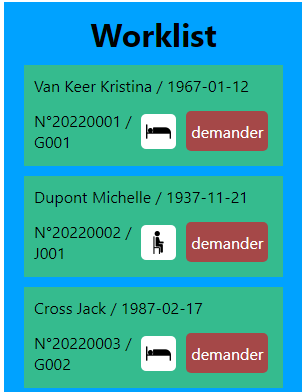 Worklist
Van Keer Kristina / 1967-01-12
N°20220001 /
G001
demander
Dupont Michelle / 1937-11-21
N°20220002 /
J001
demander
Cross Jack / 1987-02-17
N°20220003 /
G002
demander